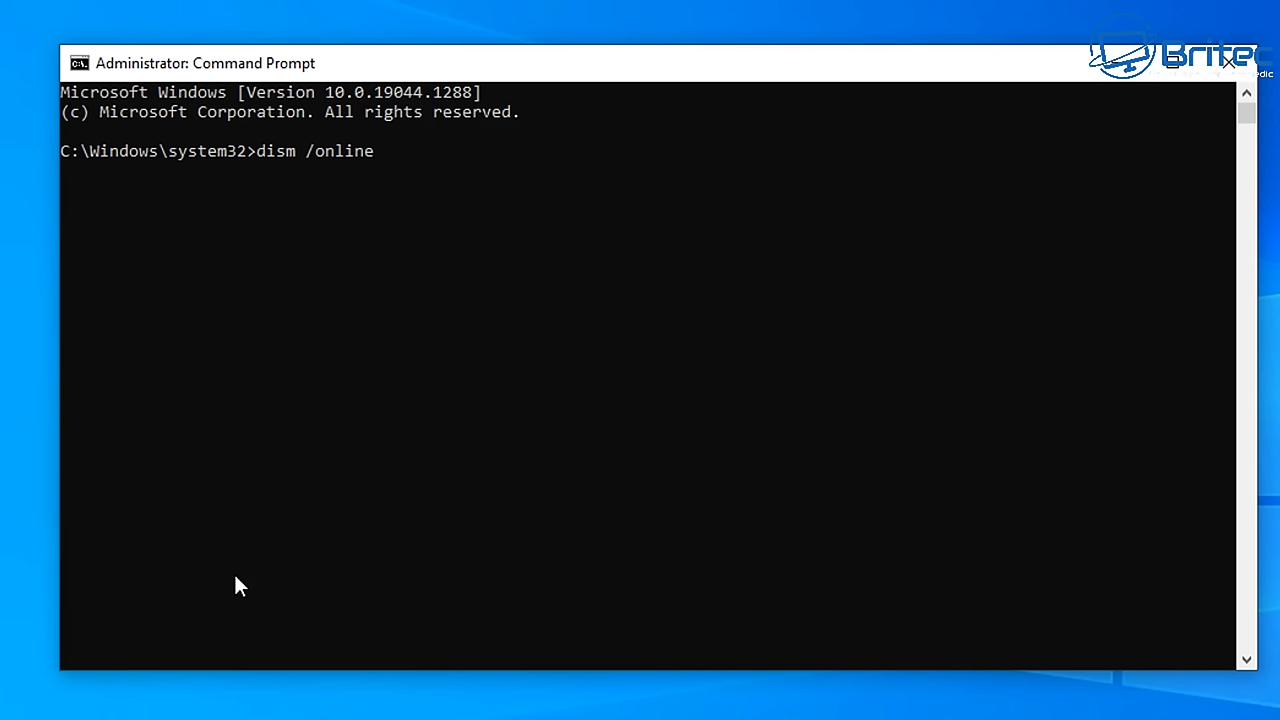 Britec
Administrator: Command Prompt
Microsoft Windows [Version 10.0.19044.1288]
(c) Microsoft Corporation. All rights reserved.
C:\Windows\system32>dism /online